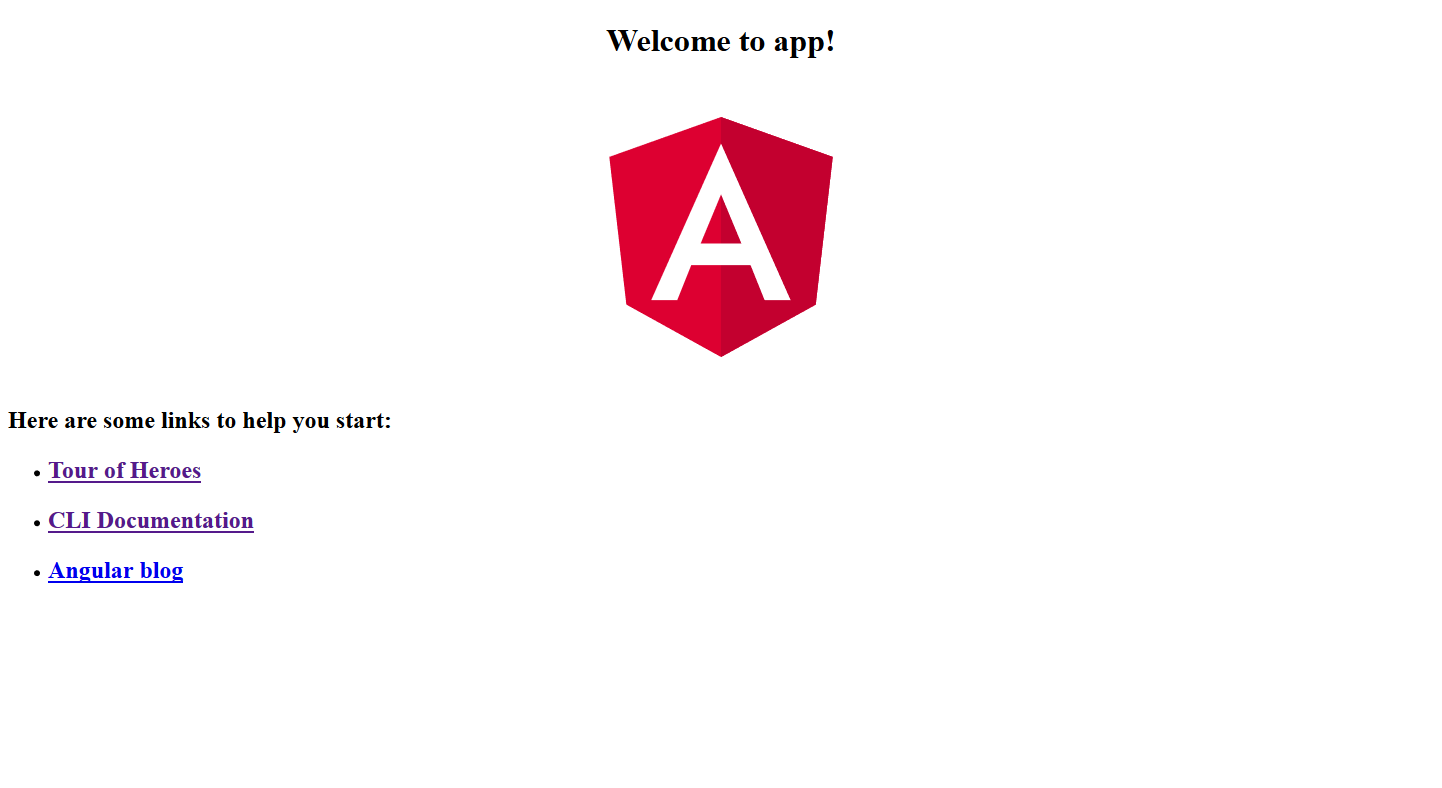 Welcome to app!
A
Here are some links to help you start:
Tour of Heroes
CLI Documentation
Angular blog